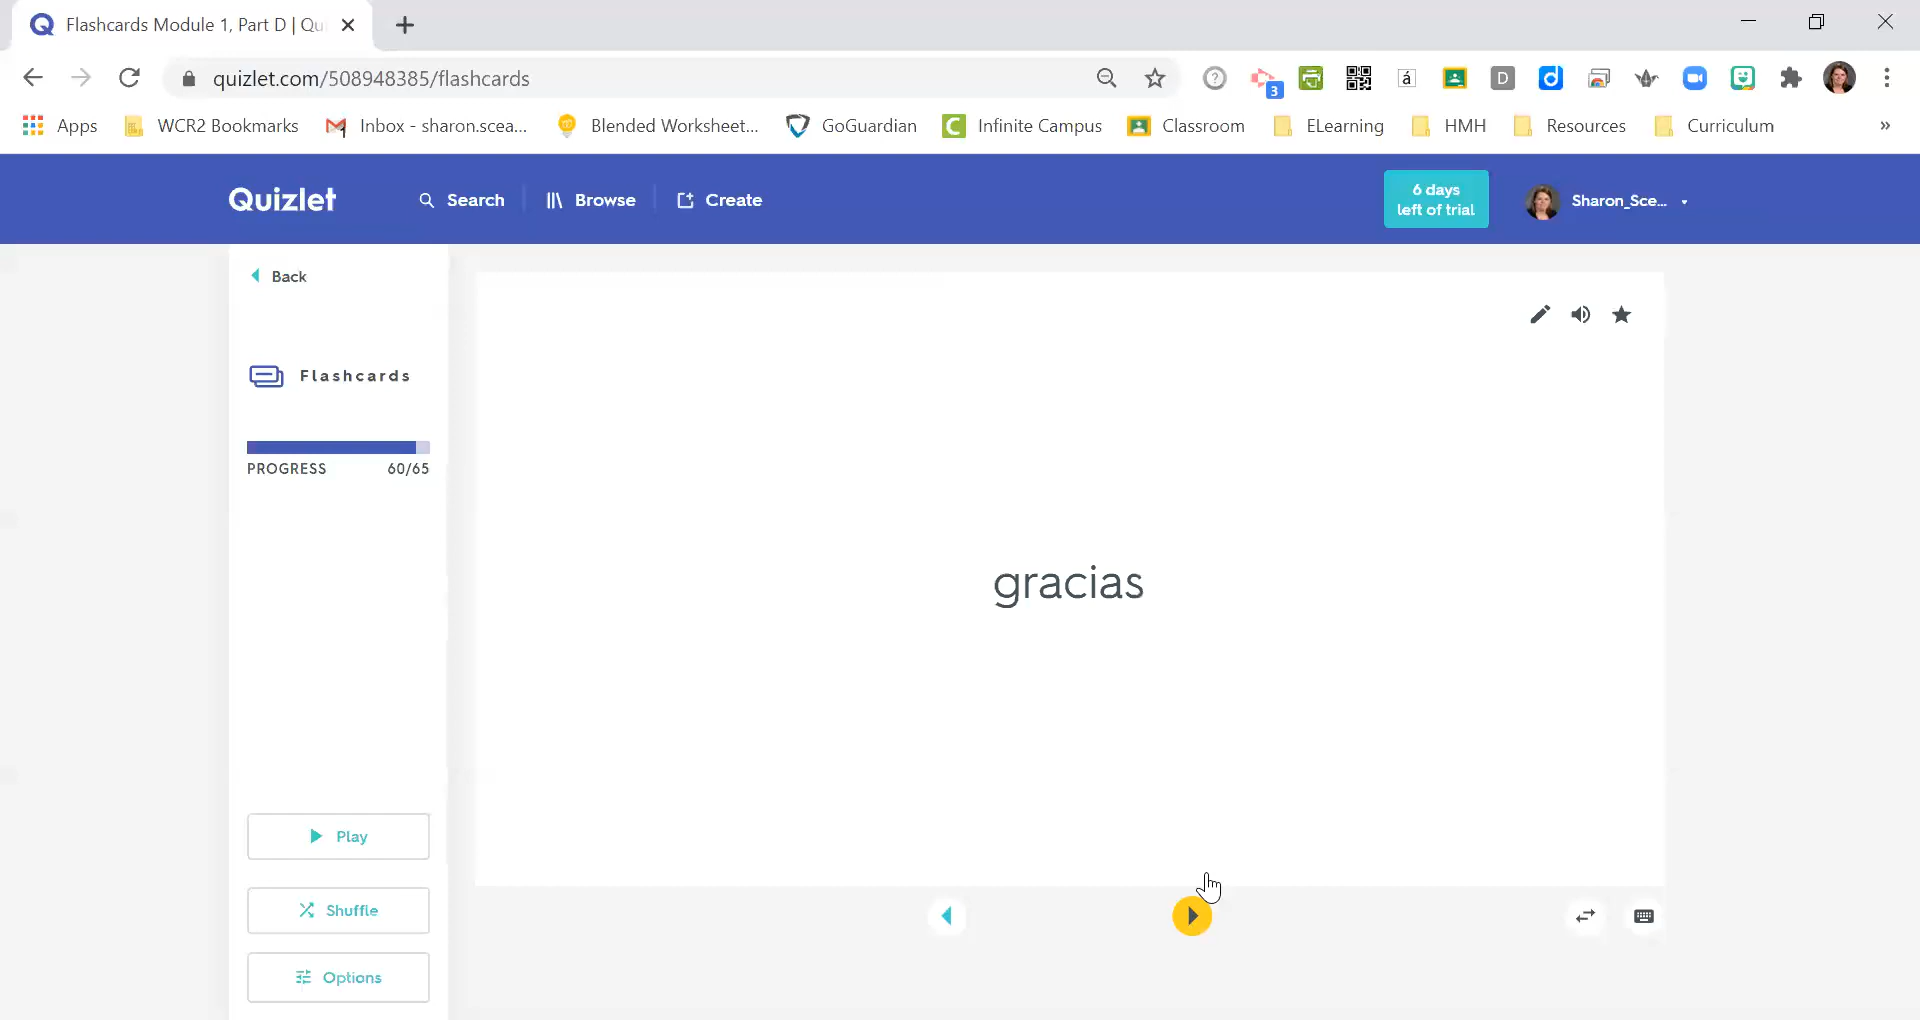 Flashcards Module 1, Part D | Qu
quizlet.com/508948385/flashcards
3
á
D
Apps WCR2 Bookmarks Inbox - sharon.scea... Blended Worksheet... GoGuardian Infinite Campus Classroom ELearning HMH Resources Curriculum »
Quizlet Search Browse Create
6 days
left of trial
Sharon_Sce...
Back
Flashcards
PROGRESS 60/65
gracias
Play
Shuffle
Options